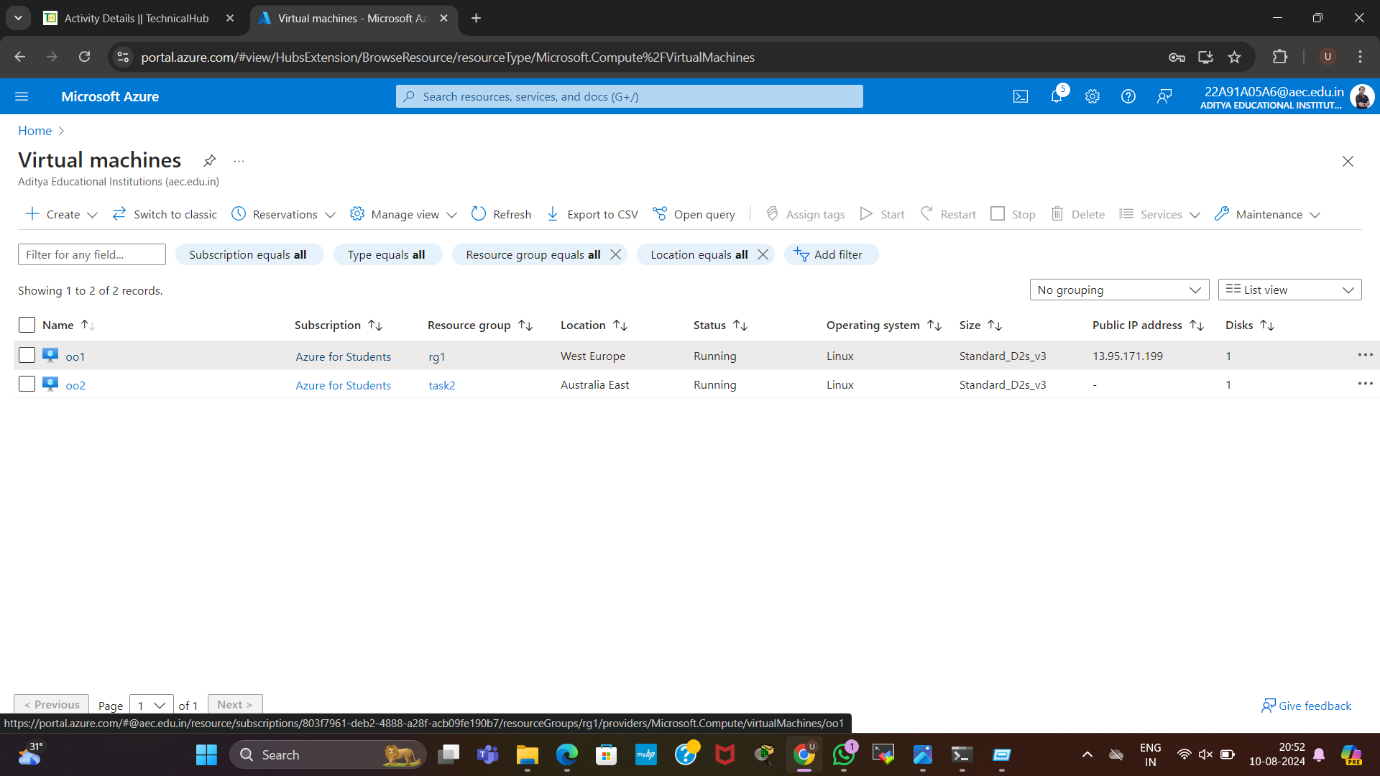 Activity Details || TechnicalHub
Virtual machines - Microsoft Az
portal.azure.com/#view/HubsExtension/BrowseResource/resourceType/Microsoft.Compute%2FVirtualMachines
U
Microsoft Azure
Search resources, services, and docs (G+/)
5
22A91A05A6@aec.edu.in
ADITYA EDUCATIONAL INSTITUT...
Home
Virtual machines
Aditya Educational Institutions (aec.edu.in)
Create Switch to classic Reservations Manage view Refresh Export to CSV Open query Assign tags Start Restart Stop Delete Services Maintenance
Filter for any field... Subscription equals all Type equals all Resource group equals all Location equals all Add filter
Showing 1 to 2 of 2 records.
No grouping List view
Name Subscription Resource group Location Status Operating system Size Public IP address Disks
oo1 Azure for Students rg1 West Europe Running Linux Standard_D2s_v3 13.95.171.199 1
oo2 Azure for Students task2 Australia East Running Linux Standard_D2s_v3 - 1
< Previous Page 1 of 1 Next >
Give feedback
https://portal.azure.com/#@aec.edu.in/resource/subscriptions/803f7961-deb2-4888-a28f-acb09fe190b7/resourceGroups/rg1/providers/Microsoft.Compute/virtualMachines/oo1
31°
Search
myhp
U
1
ENG
IN
20:52
10-08-2024
PRE